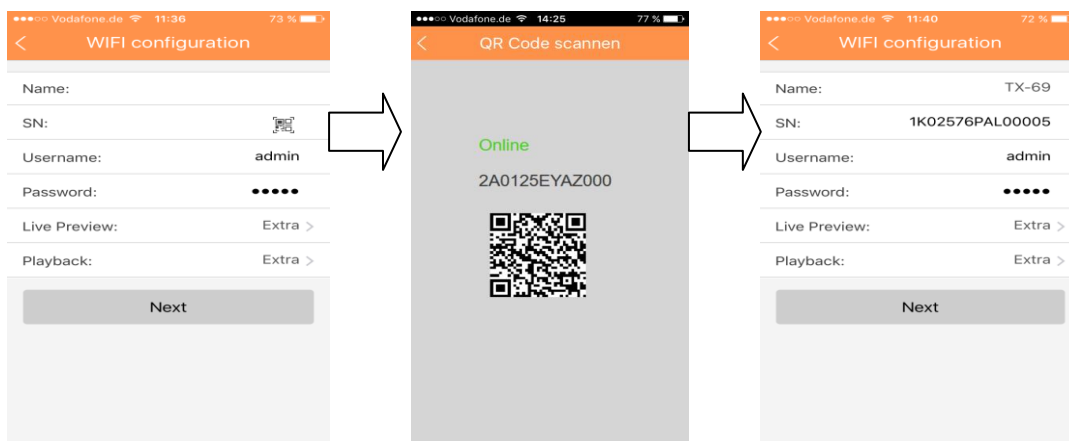 ●●●○○ Vodafone.de 11:36 73 %
WIFI configuration
Name:
SN:
Username: admin
Password: ●●●●●
Live Preview: Extra
Playback: Extra
Next
●●●○○ Vodafone.de 14:25 77 %
QR Code scannen
Online
2A0125EYAZ000
●●●○○ Vodafone.de 11:40 72 %
WIFI configuration
Name: TX-69
SN: 1K02576PAL00005
Username: admin
Password: ●●●●●
Live Preview: Extra
Playback: Extra
Next